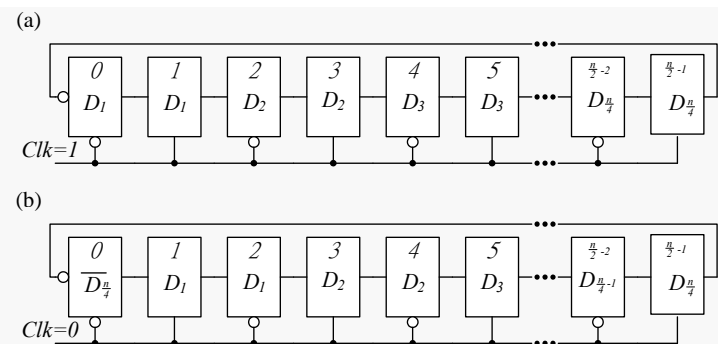 (a)
0 1 2 3 4 5 n/2 -2 n/2 -1
D1 D1 D2 D2 D3 D3 Dn/4 Dn/4
Clk=1
(b)
0 1 2 3 4 5 n/2 -2 n/2 -1
D̅n/4 D1 D1 D2 D2 D3 Dn/4 -1 Dn/4
Clk=0